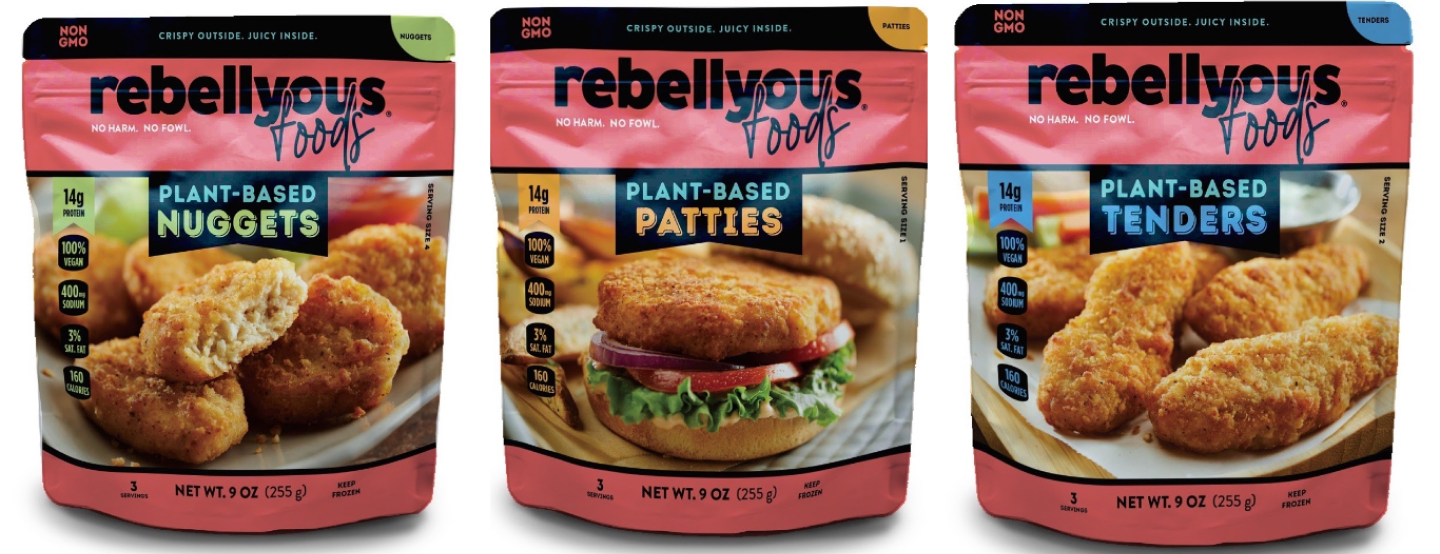 NON
GMO
CRISPY OUTSIDE. JUICY INSIDE.
NUGGETS
rebellyous®
foods
NO HARM. NO FOWL.
PLANT-BASED
NUGGETS
14g
PROTEIN
100%
VEGAN
400mg
SODIUM
3%
SAT. FAT
160
CALORIES
SERVING SIZE 4
3
SERVINGS
NET WT. 9 OZ (255 g)
KEEP
FROZEN
NON
GMO
CRISPY OUTSIDE. JUICY INSIDE.
PATTIES
rebellyous®
foods
NO HARM. NO FOWL.
PLANT-BASED
PATTIES
14g
PROTEIN
100%
VEGAN
400mg
SODIUM
3%
SAT. FAT
160
CALORIES
SERVING SIZE 1
3
SERVINGS
NET WT. 9 OZ (255 g)
KEEP
FROZEN
NON
GMO
CRISPY OUTSIDE. JUICY INSIDE.
TENDERS
rebellyous®
foods
NO HARM. NO FOWL.
PLANT-BASED
TENDERS
14g
PROTEIN
100%
VEGAN
400mg
SODIUM
3%
SAT. FAT
160
CALORIES
SERVING SIZE 2
3
SERVINGS
NET WT. 9 OZ (255 g)
KEEP
FROZEN